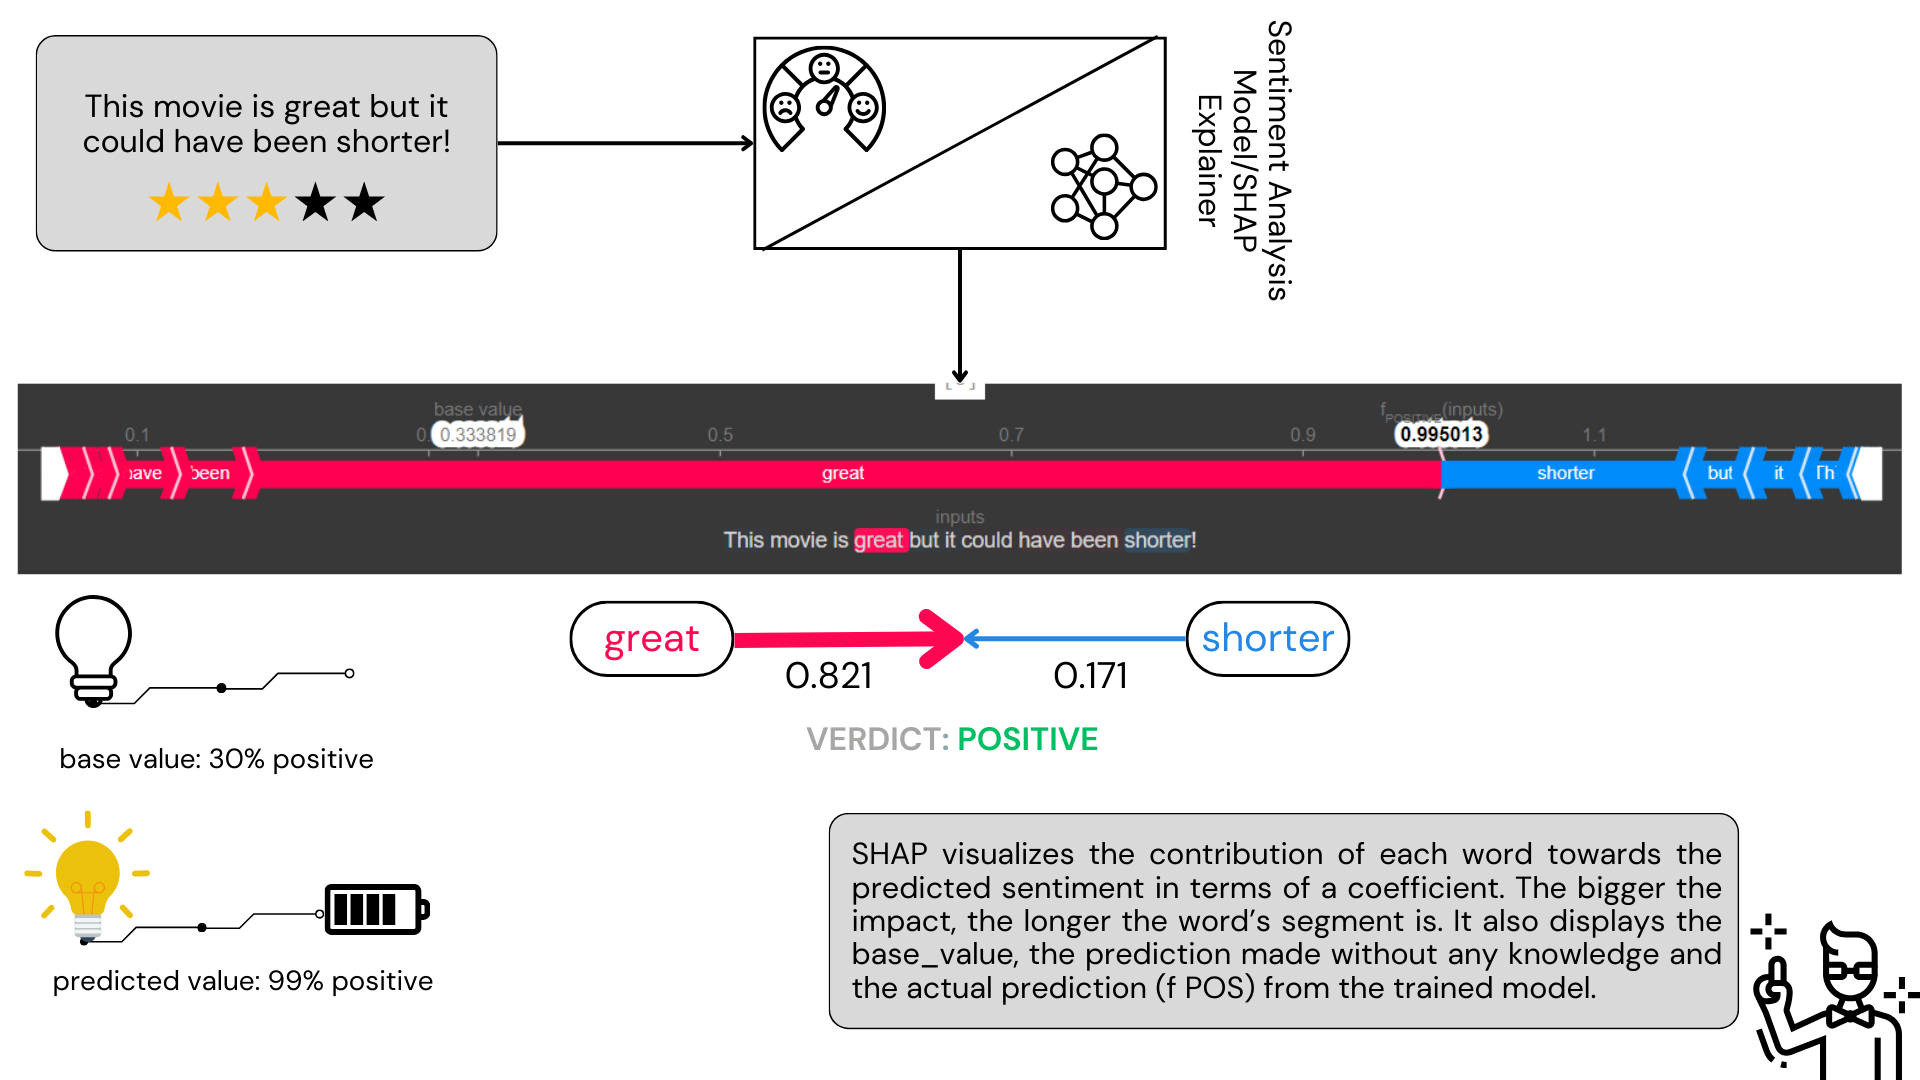 This movie is great but it
could have been shorter!
Sentiment Analysis
Model/SHAP
Explainer
base value
f POSITIVE (inputs)
0.1
0.
0.333819
0.5
0.7
0.9
0.995013
1.1
have
been
great
shorter
but
it
Th
inputs
This movie is great but it could have been shorter!
great
shorter
0.821
0.171
VERDICT: POSITIVE
base value: 30% positive
predicted value: 99% positive
SHAP visualizes the contribution of each word towards the
predicted sentiment in terms of a coefficient. The bigger the
impact, the longer the word's segment is. It also displays the
base_value, the prediction made without any knowledge and
the actual prediction (f POS) from the trained model.